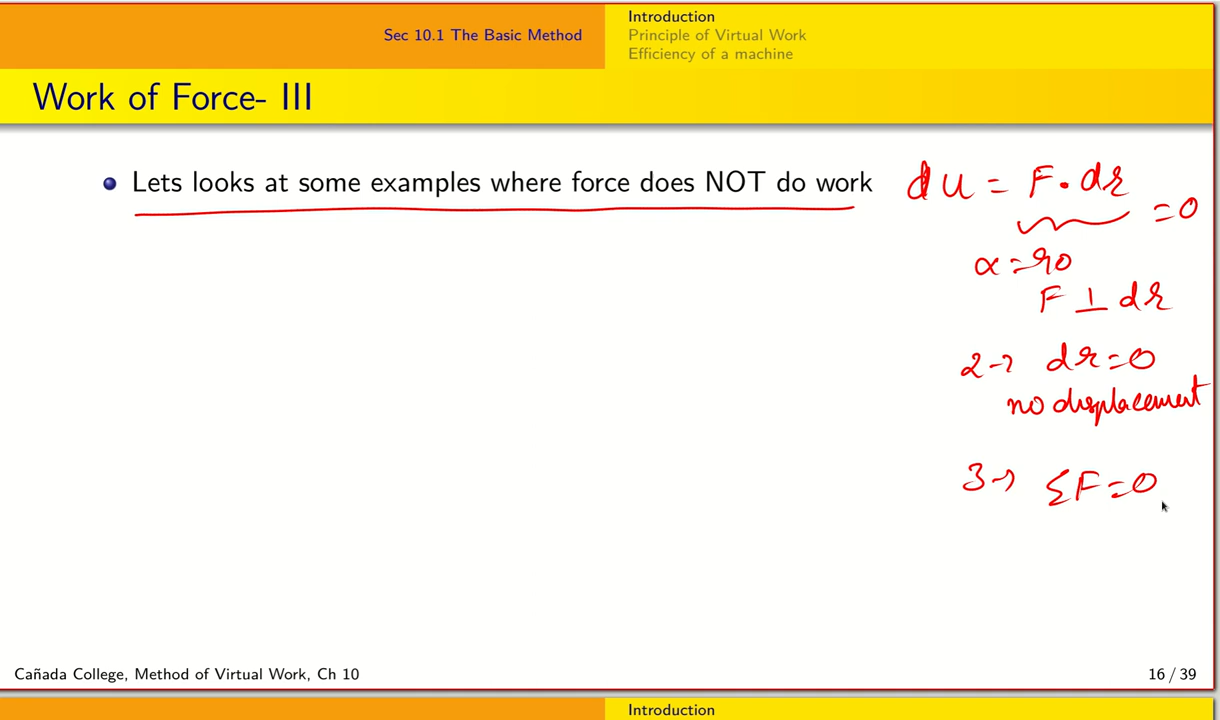 Sec 10.1 The Basic Method
Introduction
Principle of Virtual Work
Efficiency of a machine
Work of Force- III
Lets looks at some examples where force does NOT do work
du = F · dr
= 0
α = 90
F ⊥ dr
2 → dr = 0
no displacement
3 → ΣF = 0
Cañada College, Method of Virtual Work, Ch 10
16 / 39
Introduction